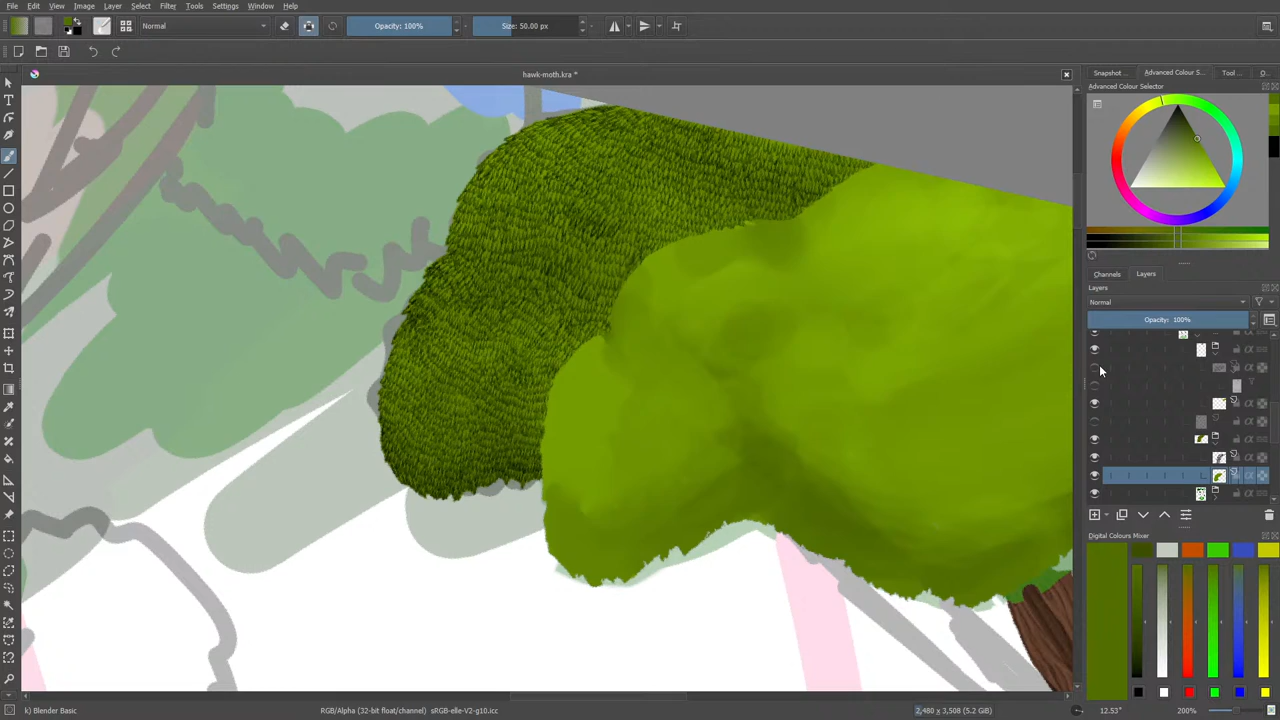 File Edit View Image Layer Select Filter Tools Settings Window Help
Normal Opacity: 100% Size: 50.00 px
hawk-moth.kra *
Snapshot ... Advanced Colour S... Tool ... O...
Advanced Colour Selector
Channels Layers
Layers
Normal
Opacity: 100%
Digital Colours Mixer
k) Blender Basic RGB/Alpha (32-bit float/channel) sRGB-elle-V2-g10.icc 2,480 x 3,508 (5.2 GiB) 12.53° 200%